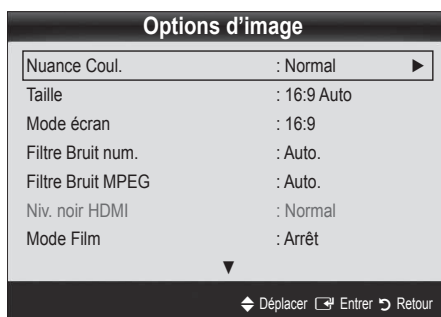 Options d'image
Nuance Coul. : Normal ►
Taille : 16:9 Auto
Mode écran : 16:9
Filtre Bruit num. : Auto.
Filtre Bruit MPEG : Auto.
Niv. noir HDMI : Normal
Mode Film : Arrêt
▼
Déplacer Entrer Retour